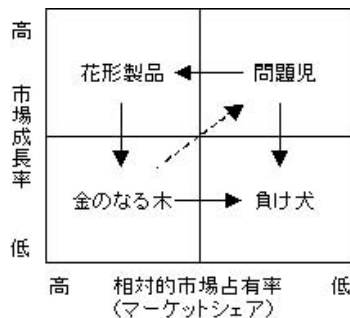 高
花形製品
問題児
市場成長率
金のなる木
負け犬
低
高
相対的市場占有率
低
(マーケットシェア)